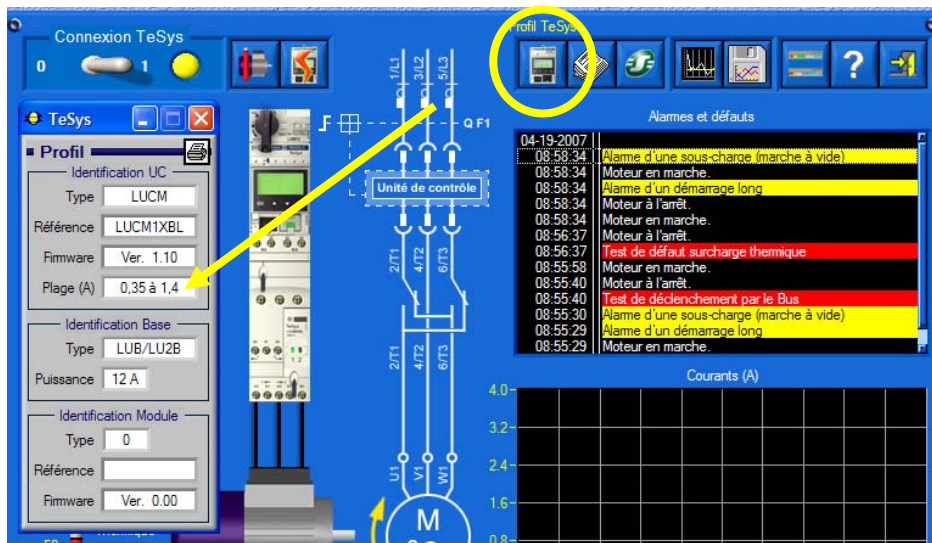 Connexion TeSys
0 1
Profil TeSys
?
TeSys
Profil
Identification UC
Type LUCM
Référence LUCM1XBL
Firmware Ver. 1.10
Plage (A) 0,35 à 1,4
Identification Base
Type LUB/LU2B
Puissance 12 A
Identification Module
Type 0
Référence
Firmware Ver. 0.00
1/L1
3/L2
5/L3
QF1
Unité de contrôle
2/T1
4/T2
6/T3
2/T1
4/T2
6/T3
U1
V1
W1
M
Alarmes et défauts
04-19-2007
08:58:34 Alarme d'une sous-charge (marche à vide)
08:58:34 Moteur en marche.
08:58:34 Alarme d'un démarrage long
08:58:34 Moteur à l'arrêt.
08:58:34 Moteur en marche.
08:56:37 Moteur à l'arrêt.
08:56:37 Test de défaut surcharge thermique
08:55:58 Moteur en marche.
08:55:40 Moteur à l'arrêt.
08:55:40 Test de déclenchement par le Bus
08:55:30 Alarme d'une sous-charge (marche à vide)
08:55:29 Alarme d'un démarrage long
08:55:29 Moteur en marche.
Courants (A)
4.0
3.2
2.4
1.6
0.8